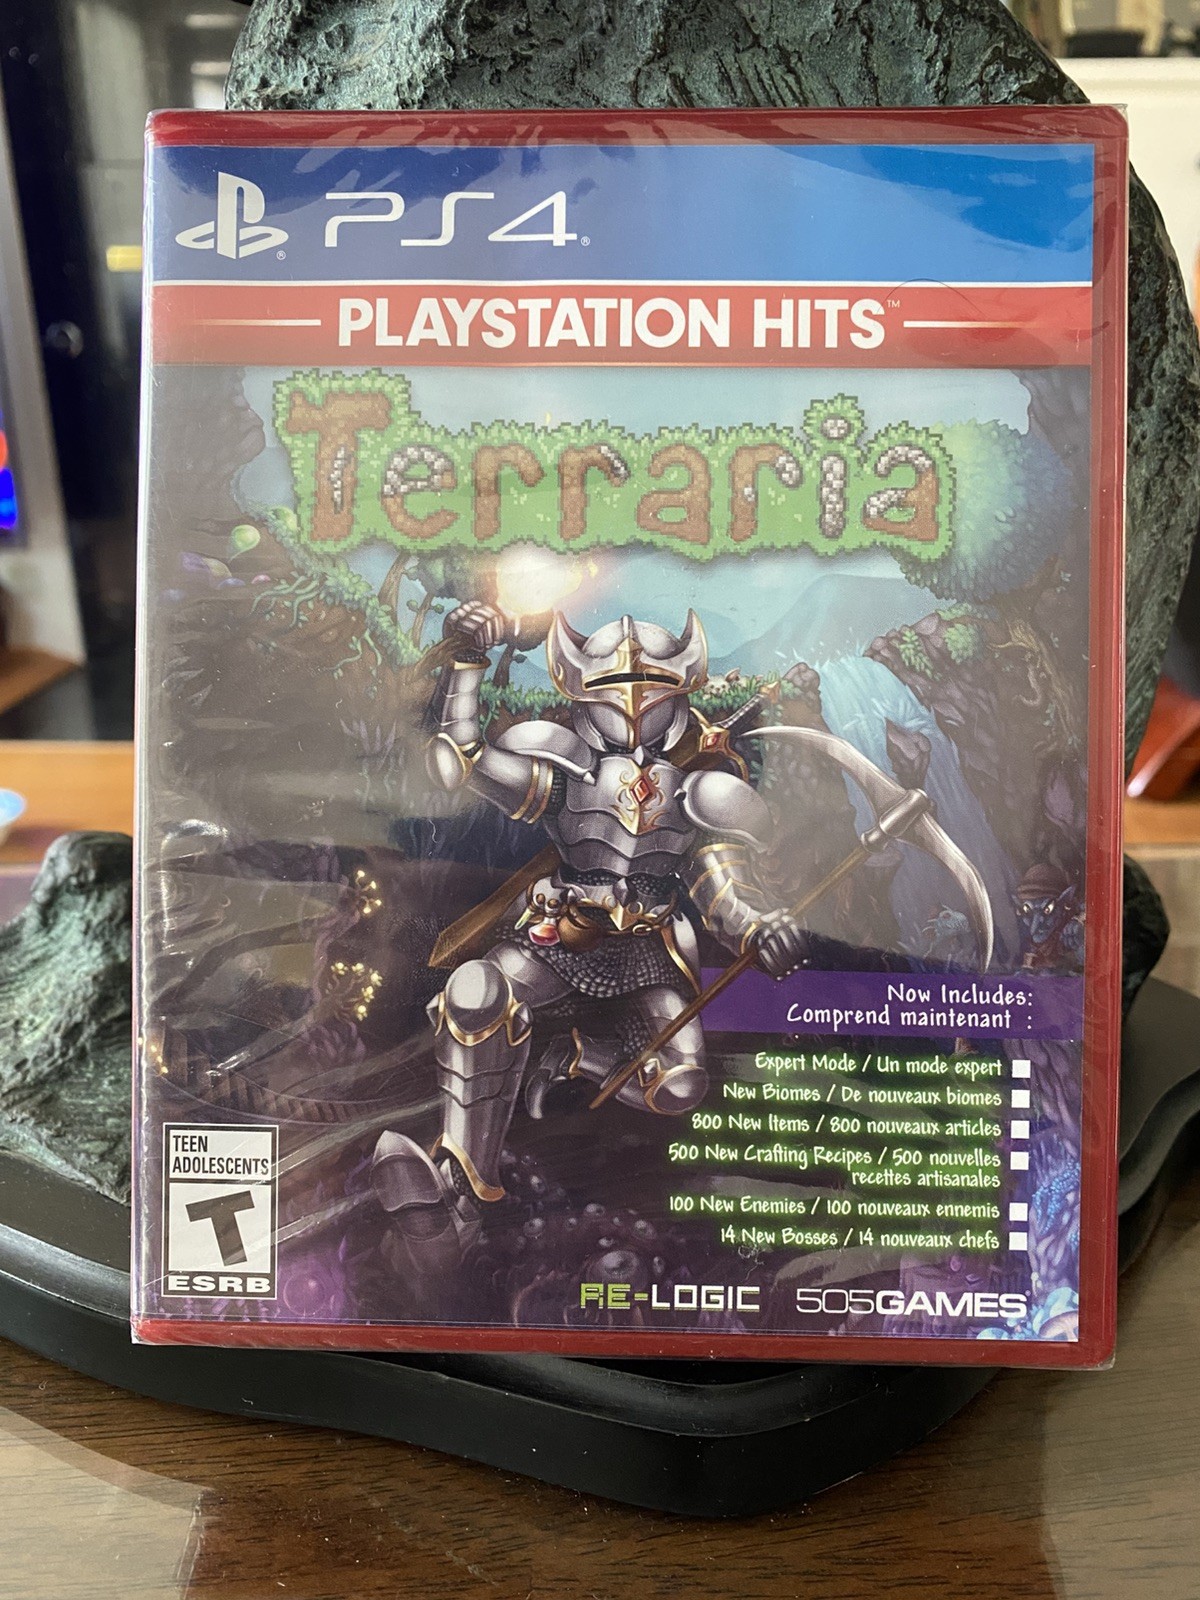 PS4®
PLAYSTATION HITS™
Terraria
Now Includes:
Comprend maintenant :
Expert Mode / Un mode expert
New Biomes / De nouveaux biomes
800 New Items / 800 nouveaux articles
500 New Crafting Recipes / 500 nouvelles
recettes artisanales
100 New Enemies / 100 nouveaux ennemis
14 New Bosses / 14 nouveaux chefs
TEEN
ADOLESCENTS
T
ESRB
RE-LOGIC 505GAMES